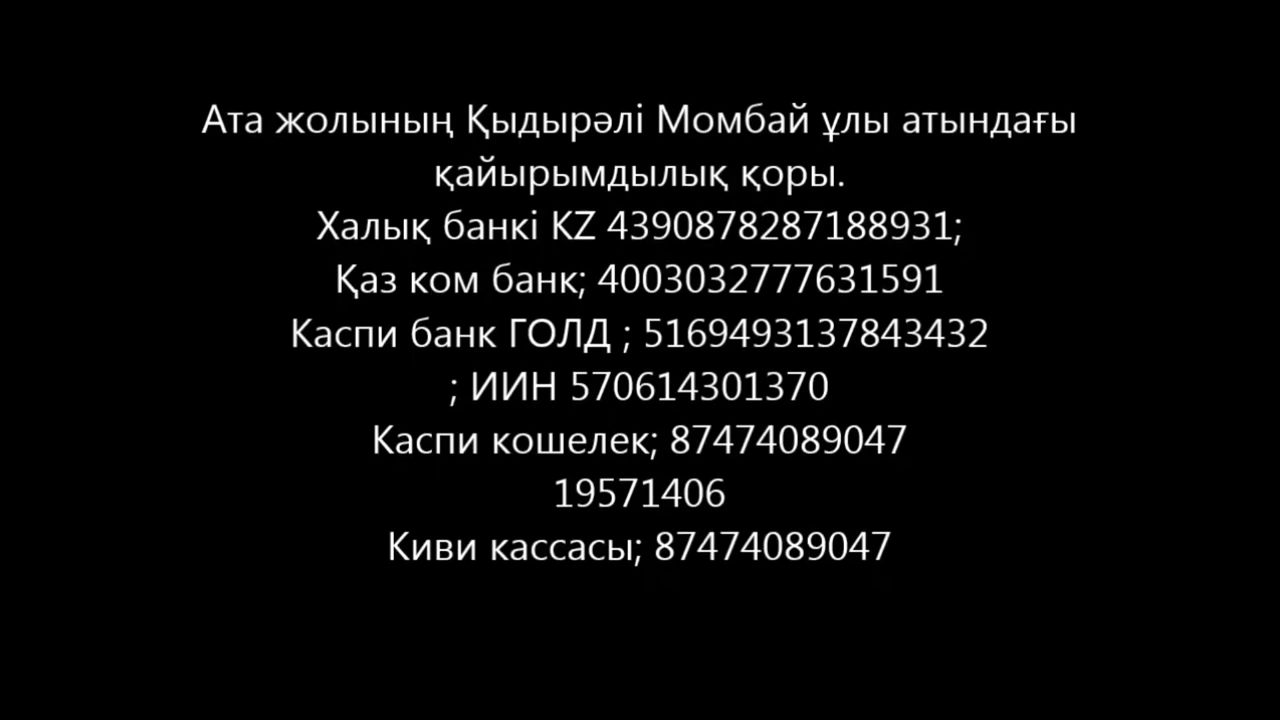 Ата жолының Қыдырәлі Момбай ұлы атындағы
қайырымдылық қоры.
Халық банкі KZ 4390878287188931;
Қаз ком банк; 4003032777631591
Каспи банк ГОЛД ; 5169493137843432
; ИИН 570614301370
Каспи кошелек; 87474089047
19571406
Киви кассасы; 87474089047